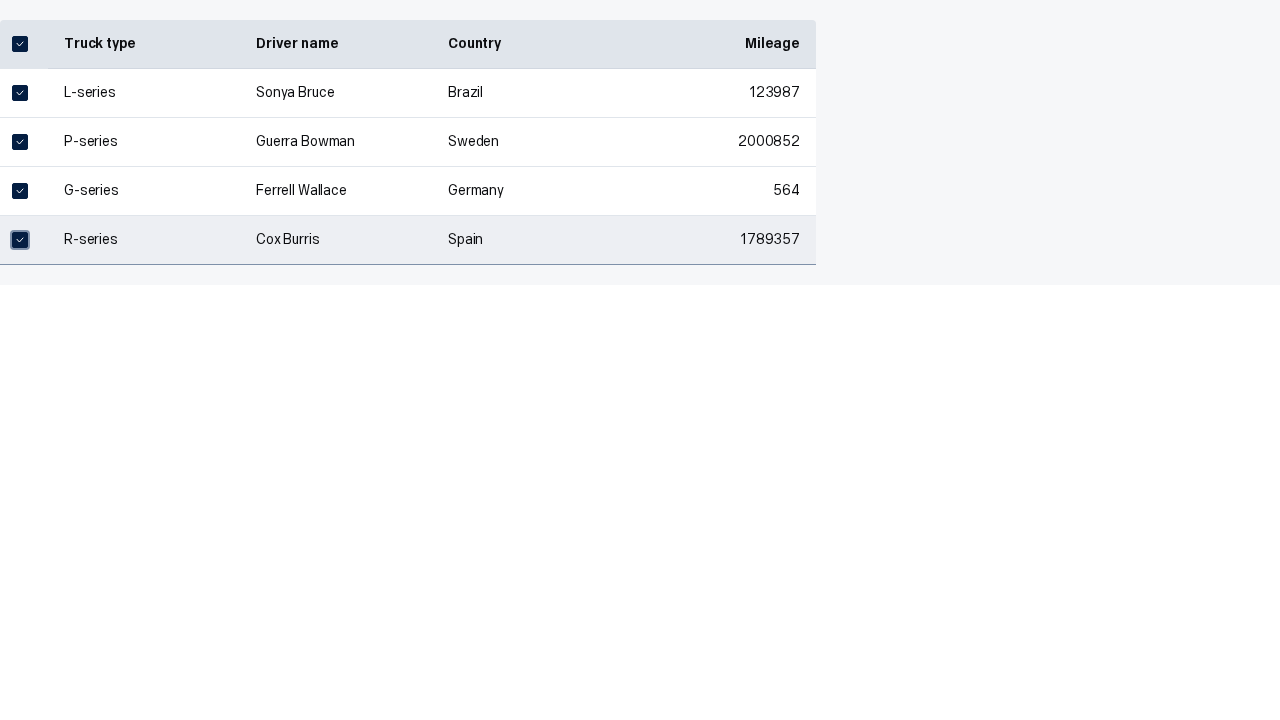 Truck type Driver name Country Mileage
L-series Sonya Bruce Brazil 123987
P-series Guerra Bowman Sweden 2000852
G-series Ferrell Wallace Germany 564
R-series Cox Burris Spain 1789357